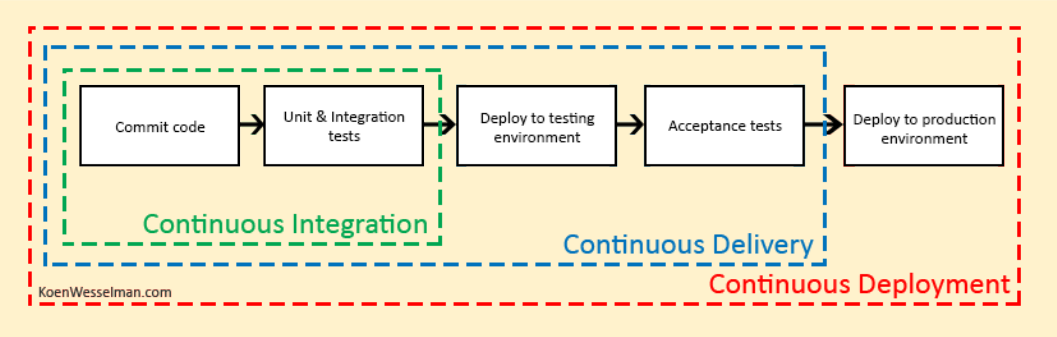 Commit code
Unit & Integration
tests
Deploy to testing
environment
Acceptance tests
Deploy to production
environment
Continuous Integration
Continuous Delivery
Continuous Deployment
KoenWesselman.com